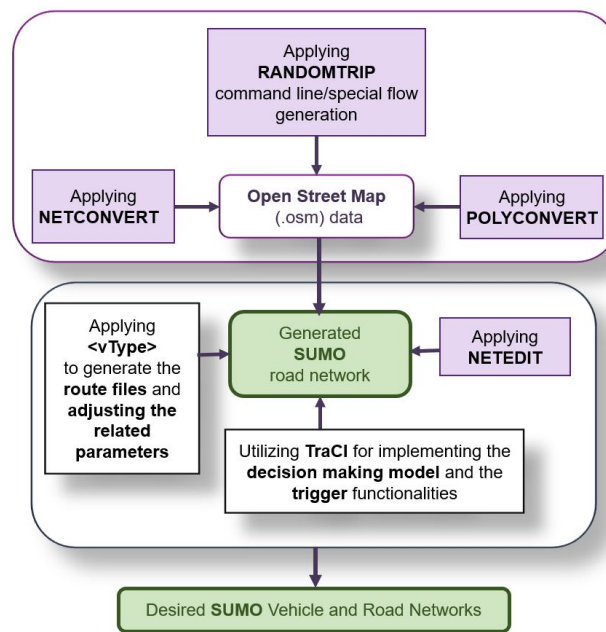 Applying
RANDOMTRIP
command line/special flow
generation
Applying
NETCONVERT
Open Street Map
(.osm) data
Applying
POLYCONVERT
Applying
<vType>
to generate the
route files and
adjusting the
related
parameters
Generated
SUMO
road network
Applying
NETEDIT
Utilizing TraCI for implementing the
decision making model and the
trigger functionalities
Desired SUMO Vehicle and Road Networks